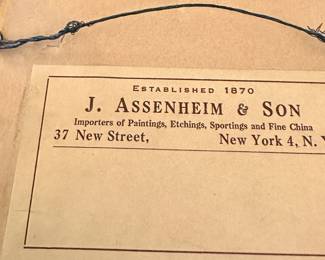 Established 1870
J. Assenheim & Son
Importers of Paintings, Etchings, Sportings and Fine China
37 New Street, New York 4, N. Y